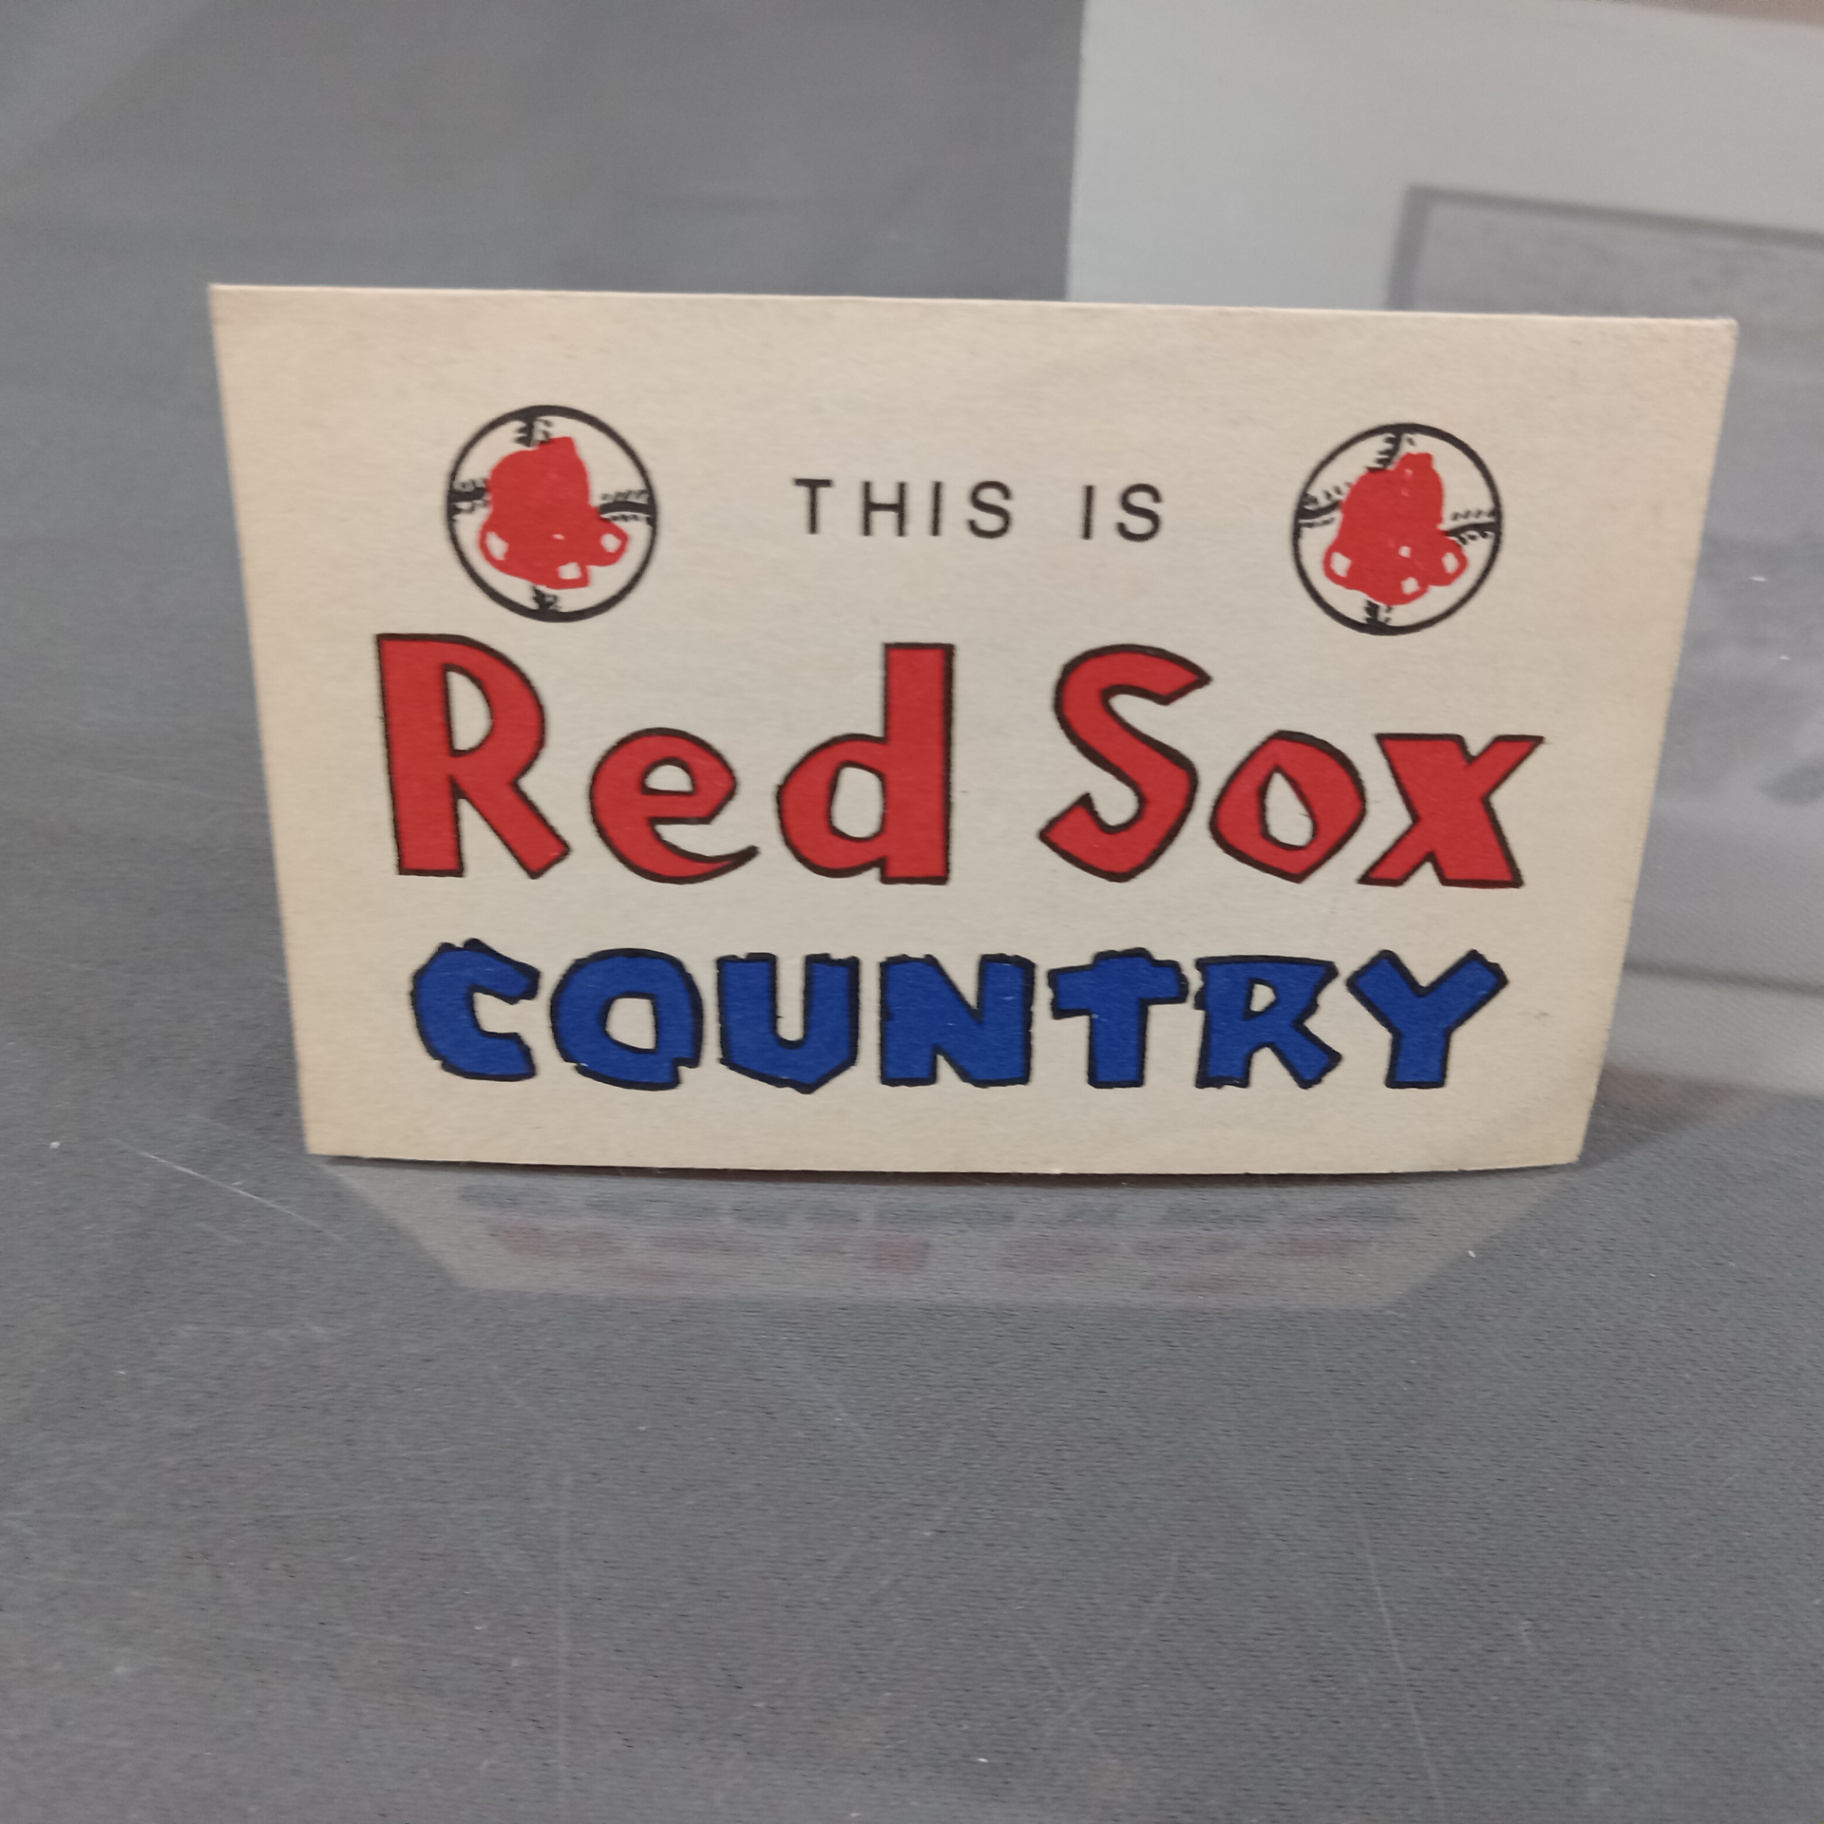 THIS IS
Red Sox
COUNTRY